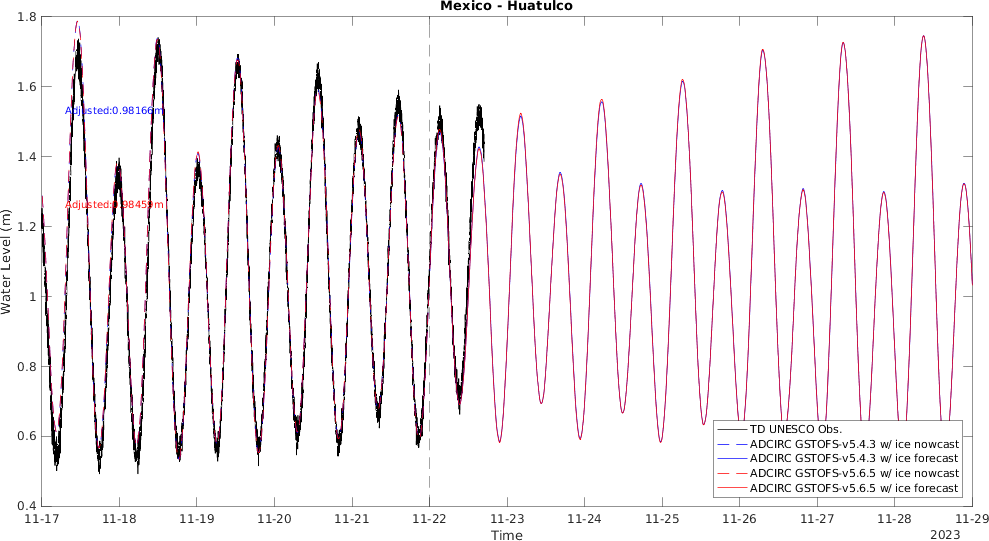 Mexico - Huatulco
1.8
1.6
1.4
1.2
1
0.8
0.6
0.4
Water Level (m)
Adjusted:0.98166m
Adjusted:0.98459m
TD UNESCO Obs.
ADCIRC GSTOFS-v5.4.3 w/ ice nowcast
ADCIRC GSTOFS-v5.4.3 w/ ice forecast
ADCIRC GSTOFS-v5.6.5 w/ ice nowcast
ADCIRC GSTOFS-v5.6.5 w/ ice forecast
11-17 11-18 11-19 11-20 11-21 11-22 11-23 11-24 11-25 11-26 11-27 11-28 11-29
Time
2023